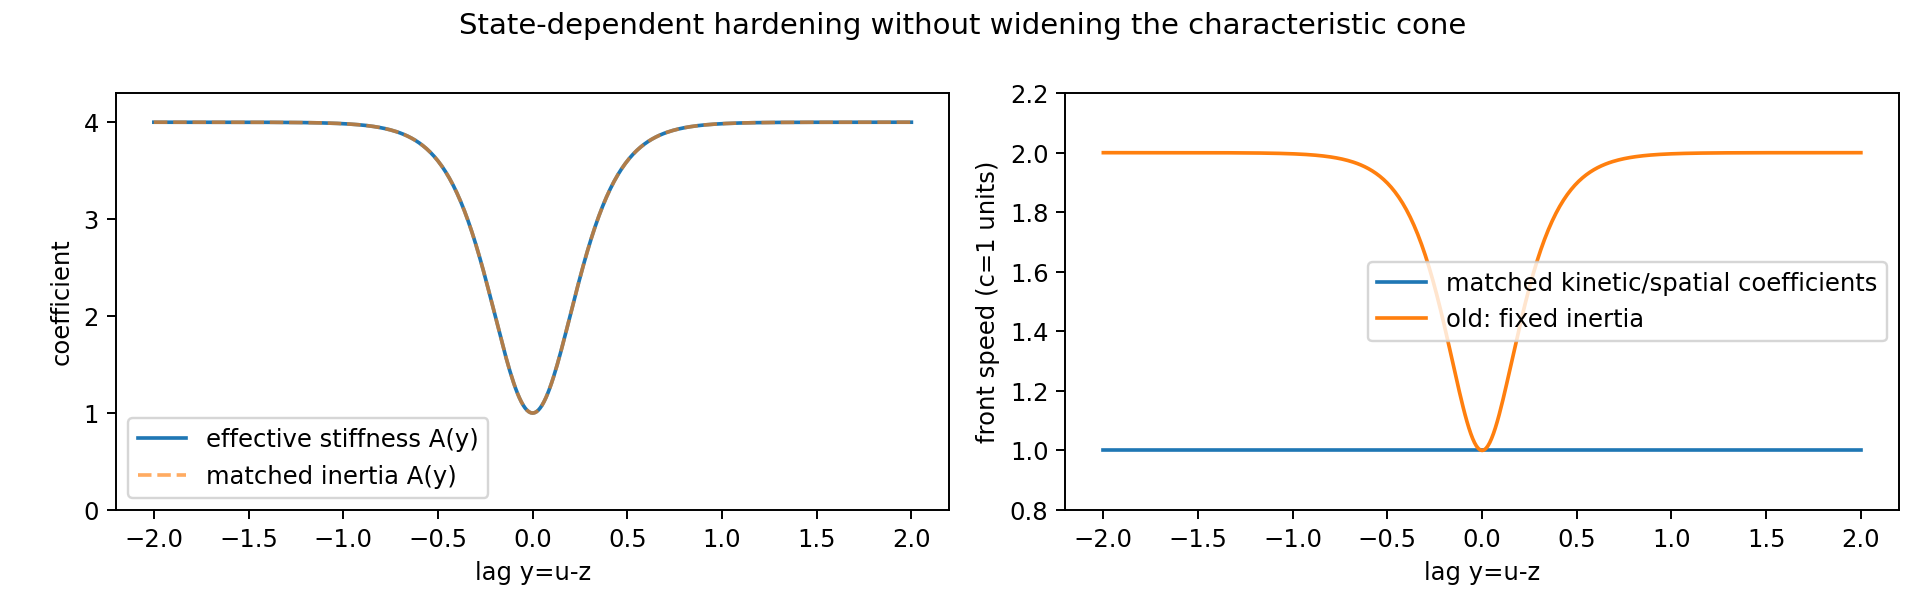 State-dependent hardening without widening the characteristic cone
coefficient
4
3
2
1
0
effective stiffness A(y)
matched inertia A(y)
−2.0 −1.5 −1.0 −0.5 0.0 0.5 1.0 1.5 2.0
lag y=u-z
front speed (c=1 units)
2.2
2.0
1.8
1.6
1.4
1.2
1.0
0.8
matched kinetic/spatial coefficients
old: fixed inertia
−2.0 −1.5 −1.0 −0.5 0.0 0.5 1.0 1.5 2.0
lag y=u-z